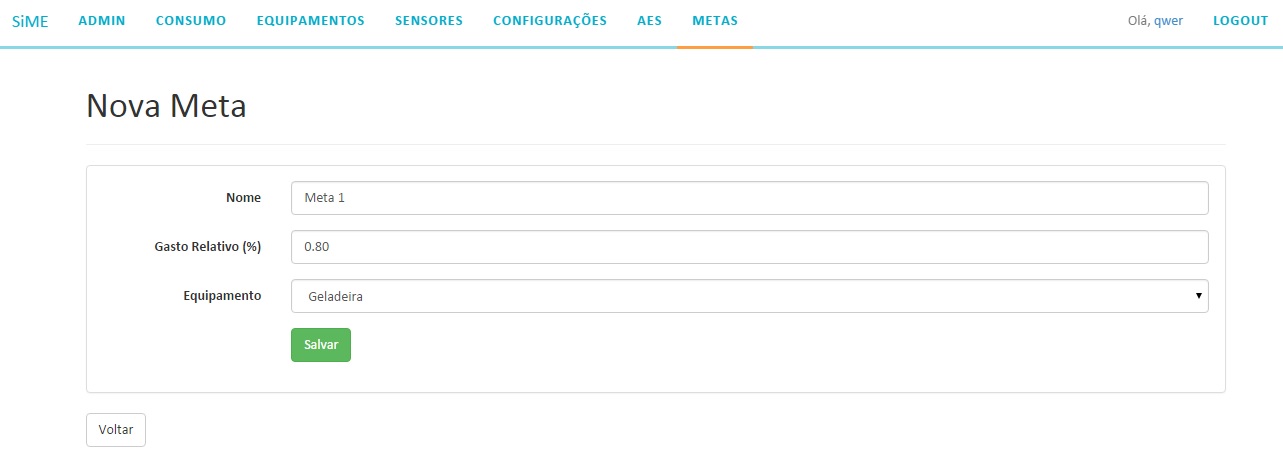 SiME ADMIN CONSUMO EQUIPAMENTOS SENSORES CONFIGURAÇÕES AES METAS Olá, qwer LOGOUT
Nova Meta
Nome Meta 1
Gasto Relativo (%) 0.80
Equipamento Geladeira
Salvar
Voltar